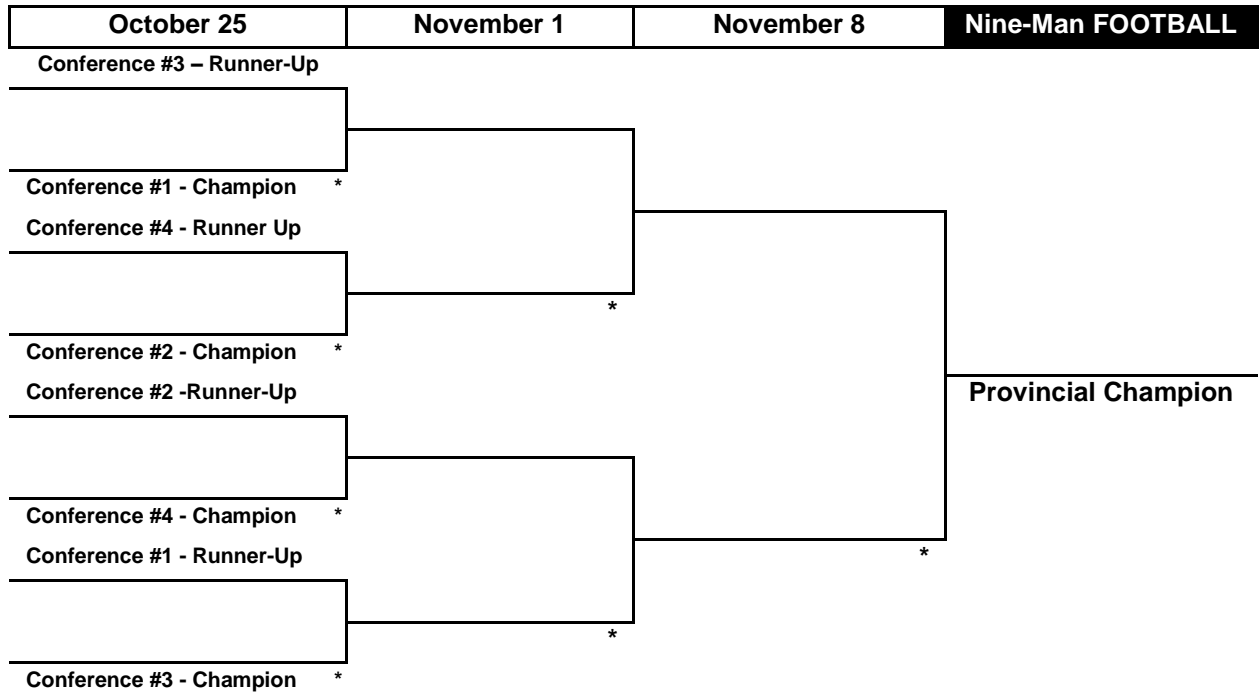 October 25 November 1 November 8 Nine-Man FOOTBALL
Conference #3 – Runner-Up
Conference #1 - Champion *
Conference #4 - Runner Up
*
Conference #2 - Champion *
Conference #2 -Runner-Up
Provincial Champion
Conference #4 - Champion *
Conference #1 - Runner-Up
*
*
Conference #3 - Champion *